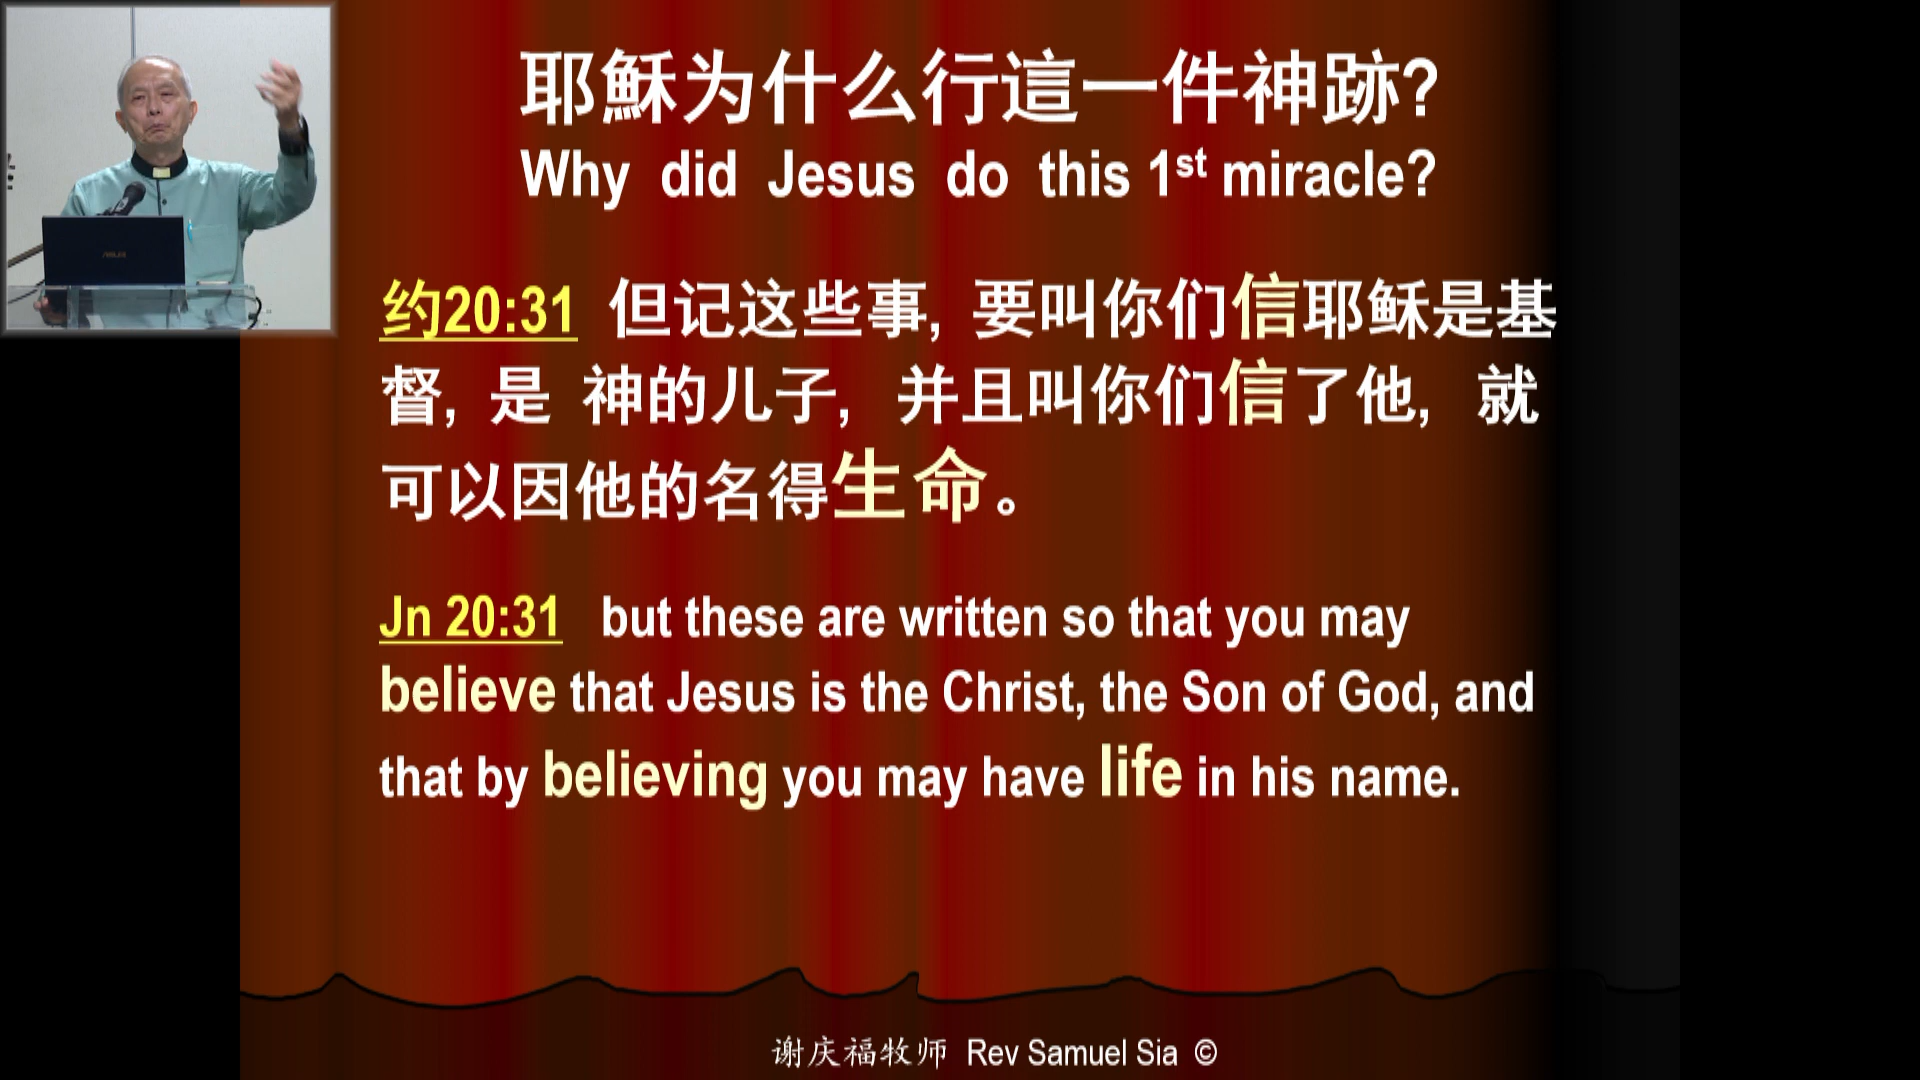 耶稣为什么行這一件神跡?
Why did Jesus do this 1st miracle?
约20:31 但记这些事, 要叫你们信耶稣是基
督, 是 神的儿子, 并且叫你们信了他, 就
可以因他的名得生命。
Jn 20:31 but these are written so that you may
believe that Jesus is the Christ, the Son of God, and
that by believing you may have life in his name.
谢庆福牧师 Rev Samuel Sia ©